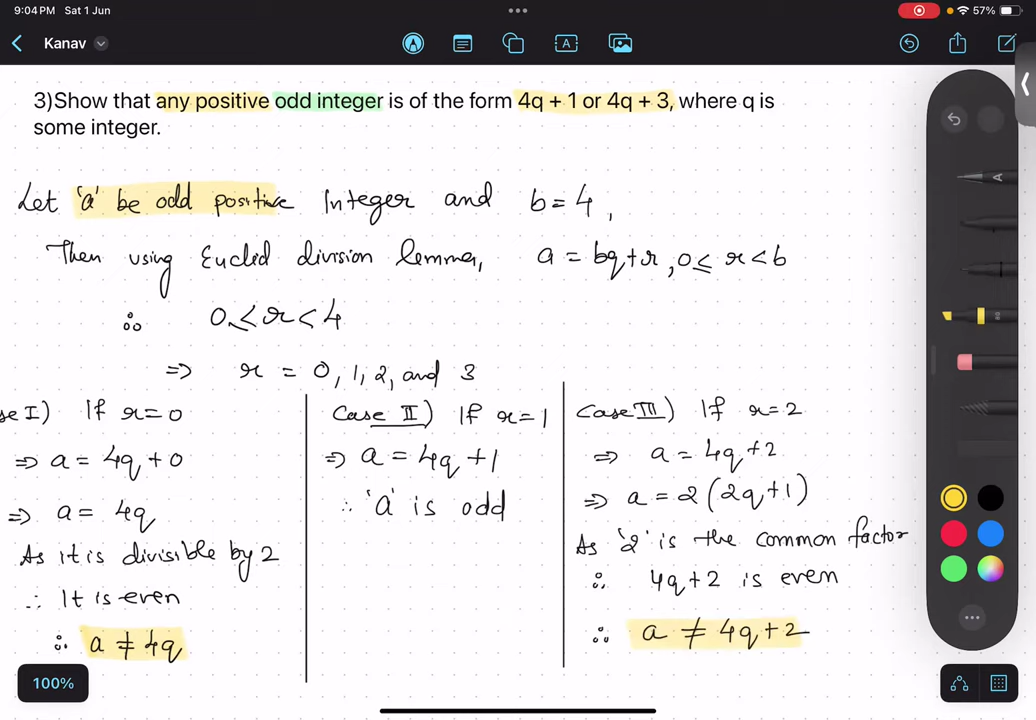 9:04 PM Sat 1 Jun
57%
Kanav
3)Show that any positive odd integer is of the form 4q + 1 or 4q + 3, where q is
some integer.
Let 'a' be odd positive Integer and b = 4,
Then using Euclid division lemma, a = bq + r, 0 ≤ r < b
∴ 0 ≤ r < 4
⇒ r = 0, 1, 2, and 3
se I) If r = 0
⇒ a = 4q + 0
⇒ a = 4q
As it is divisible by 2
∴ It is even
∴ a ≠ 4q
Case II) If r = 1
⇒ a = 4q + 1
∴ 'a' is odd
Case III) If r = 2
⇒ a = 4q + 2
⇒ a = 2(2q + 1)
As '2' is the common factor
∴ 4q + 2 is even
∴ a ≠ 4q + 2
100%